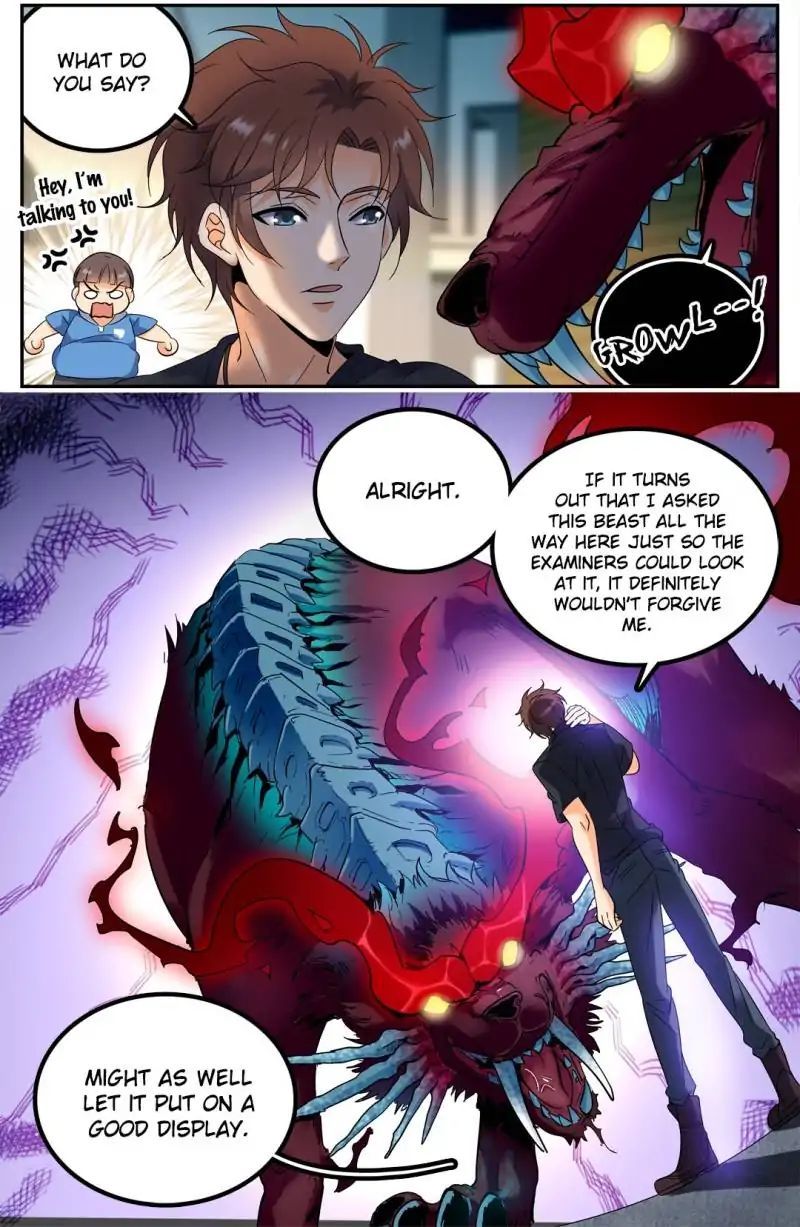 WHAT DO
YOU SAY?
Hey, I'm
talking to you!
GROWL--!
ALRIGHT.
IF IT TURNS
OUT THAT I ASKED
THIS BEAST ALL THE
WAY HERE JUST SO THE
EXAMINERS COULD LOOK
AT IT, IT DEFINITELY
WOULDN'T FORGIVE
ME.
MIGHT AS WELL
LET IT PUT ON A
GOOD DISPLAY.